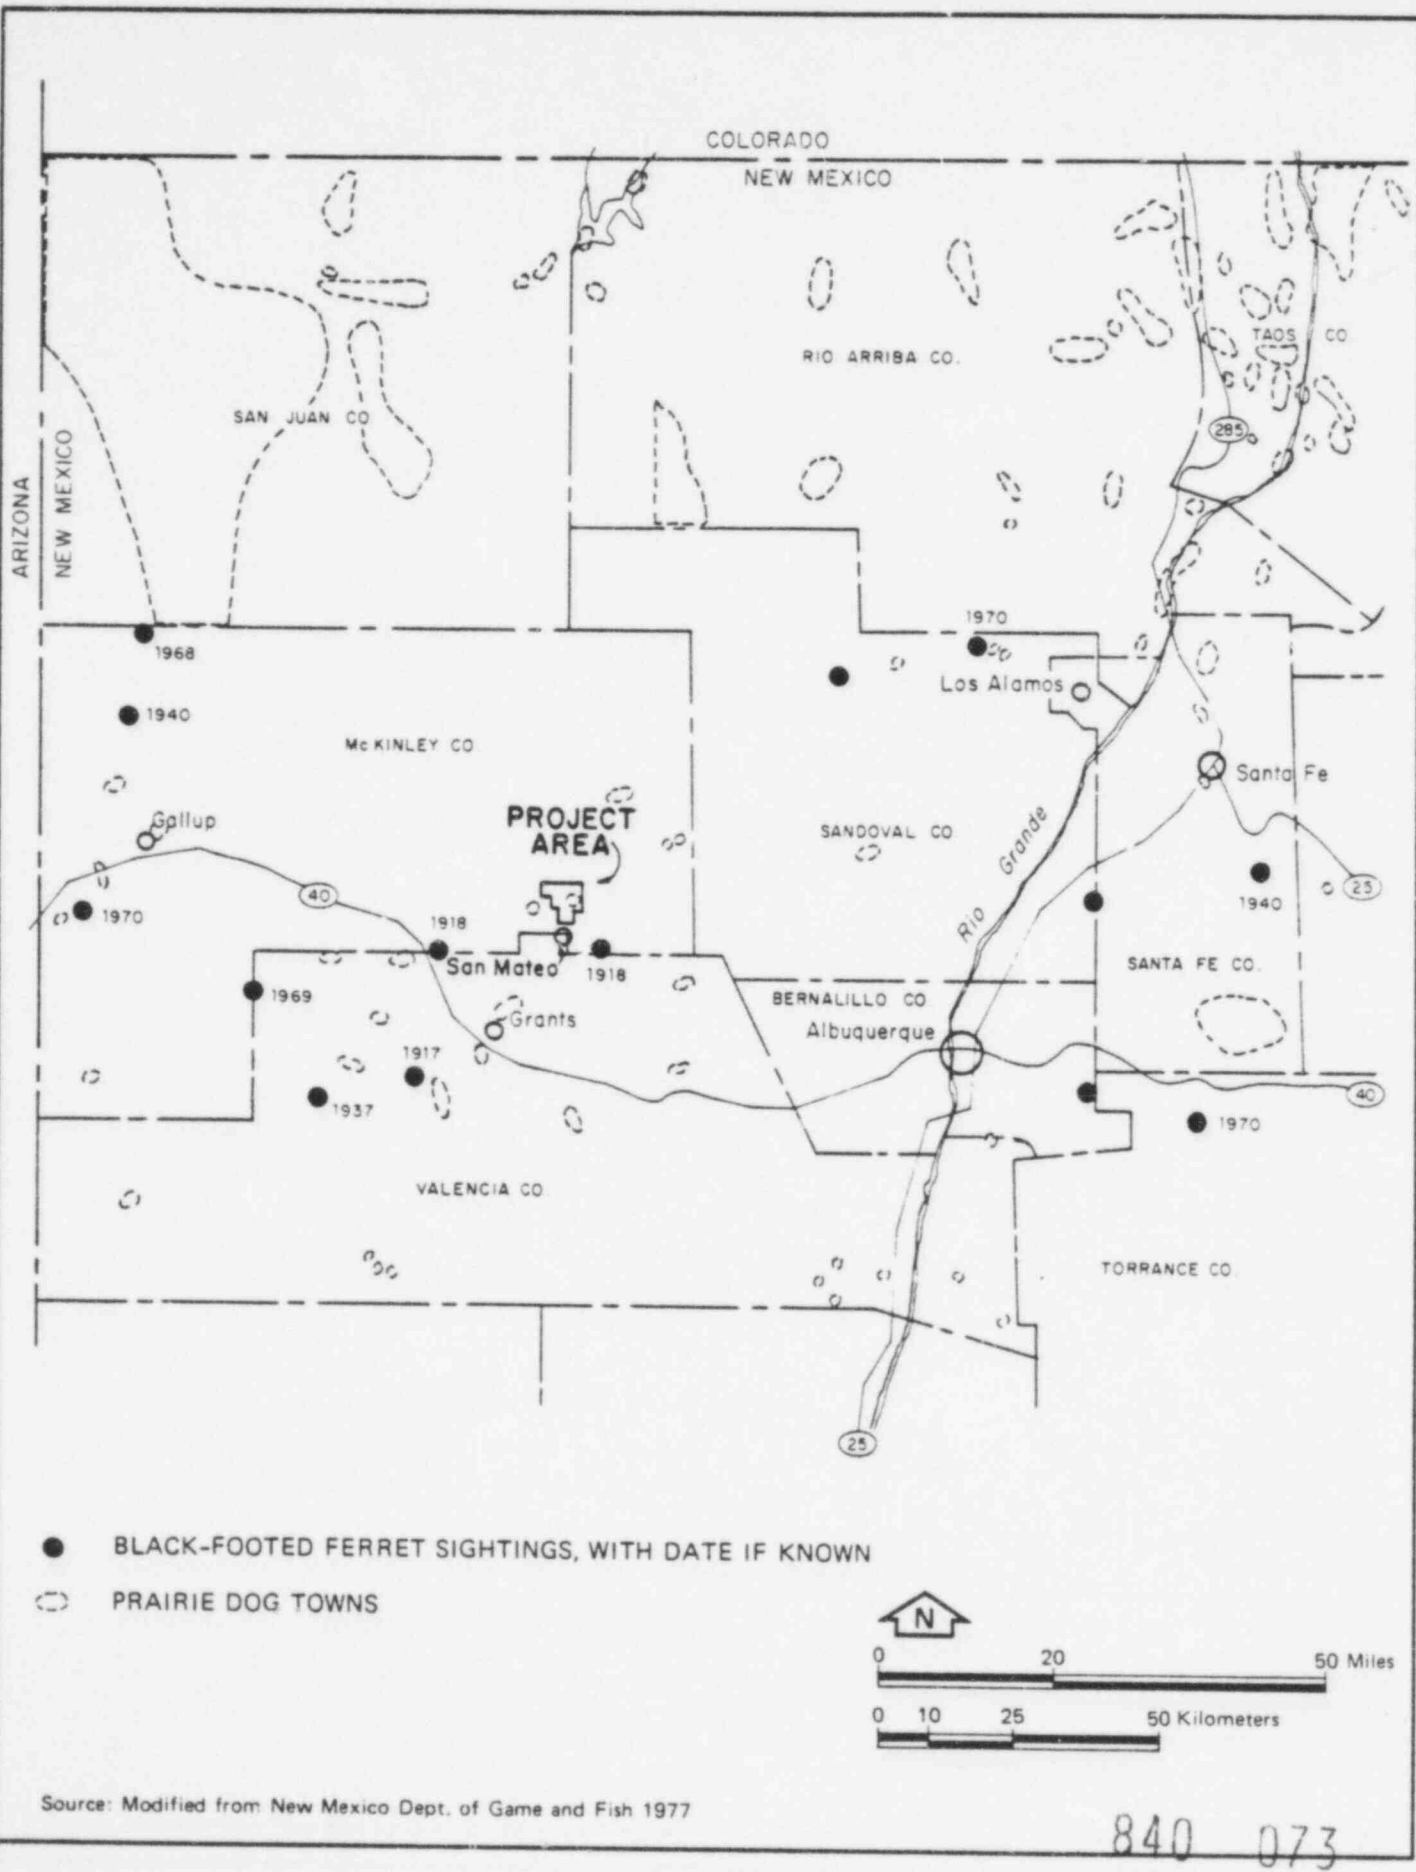 COLORADO
NEW MEXICO
ARIZONA
NEW MEXICO
SAN JUAN CO.
RIO ARRIBA CO.
TAOS CO.
285
1968
1970
1940
Los Alamos
McKINLEY CO.
Santa Fe
Gallup
PROJECT
AREA
SANDOVAL CO.
Rio Grande
40
25
1970
1918
1940
San Mateo
1918
SANTA FE CO.
1969
BERNALILLO CO.
Grants
Albuquerque
1917
1937
40
1970
VALENCIA CO.
TORRANCE CO.
25
BLACK-FOOTED FERRET SIGHTINGS, WITH DATE IF KNOWN
PRAIRIE DOG TOWNS
N
0 20 50 Miles
0 10 25 50 Kilometers
Source: Modified from New Mexico Dept. of Game and Fish 1977
840 073